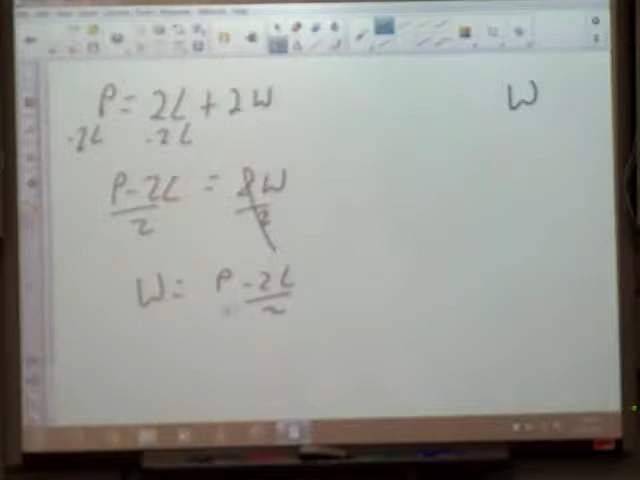 P = 2L + 2W
W
-2L -2L
P - 2L = 2W
2 2
W = P - 2L
2